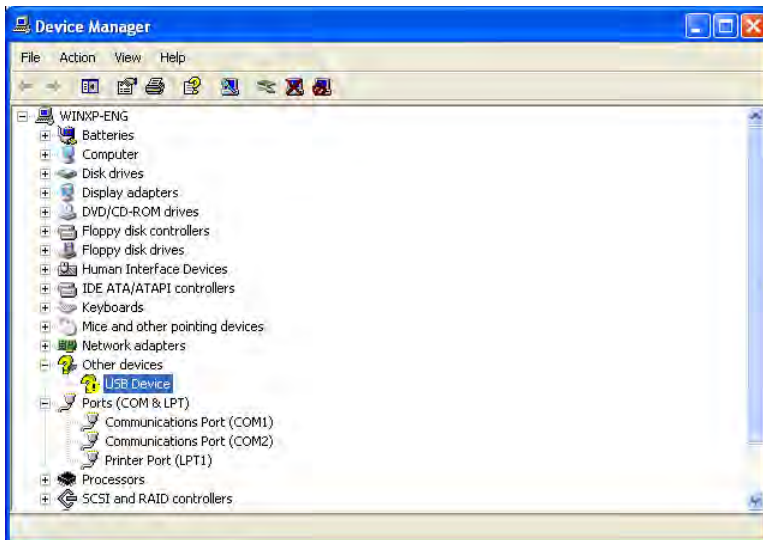 Device Manager
File Action View Help
WINXP-ENG
Batteries
Computer
Disk drives
Display adapters
DVD/CD-ROM drives
Floppy disk controllers
Floppy disk drives
Human Interface Devices
IDE ATA/ATAPI controllers
Keyboards
Mice and other pointing devices
Network adapters
Other devices
USB Device
Ports (COM & LPT)
Communications Port (COM1)
Communications Port (COM2)
Printer Port (LPT1)
Processors
SCSI and RAID controllers